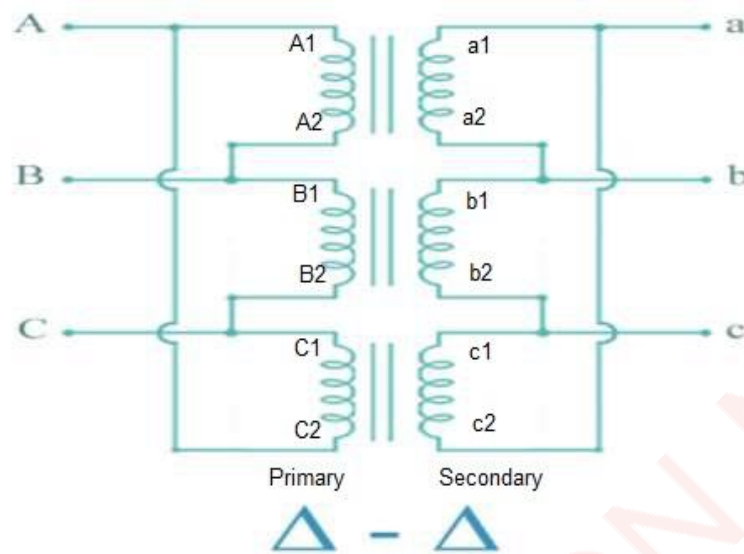 A A1 a1 a
A2 a2
B B1 b1 b
B2 b2
C C1 c1 c
C2 c2
Primary Secondary
Δ - Δ